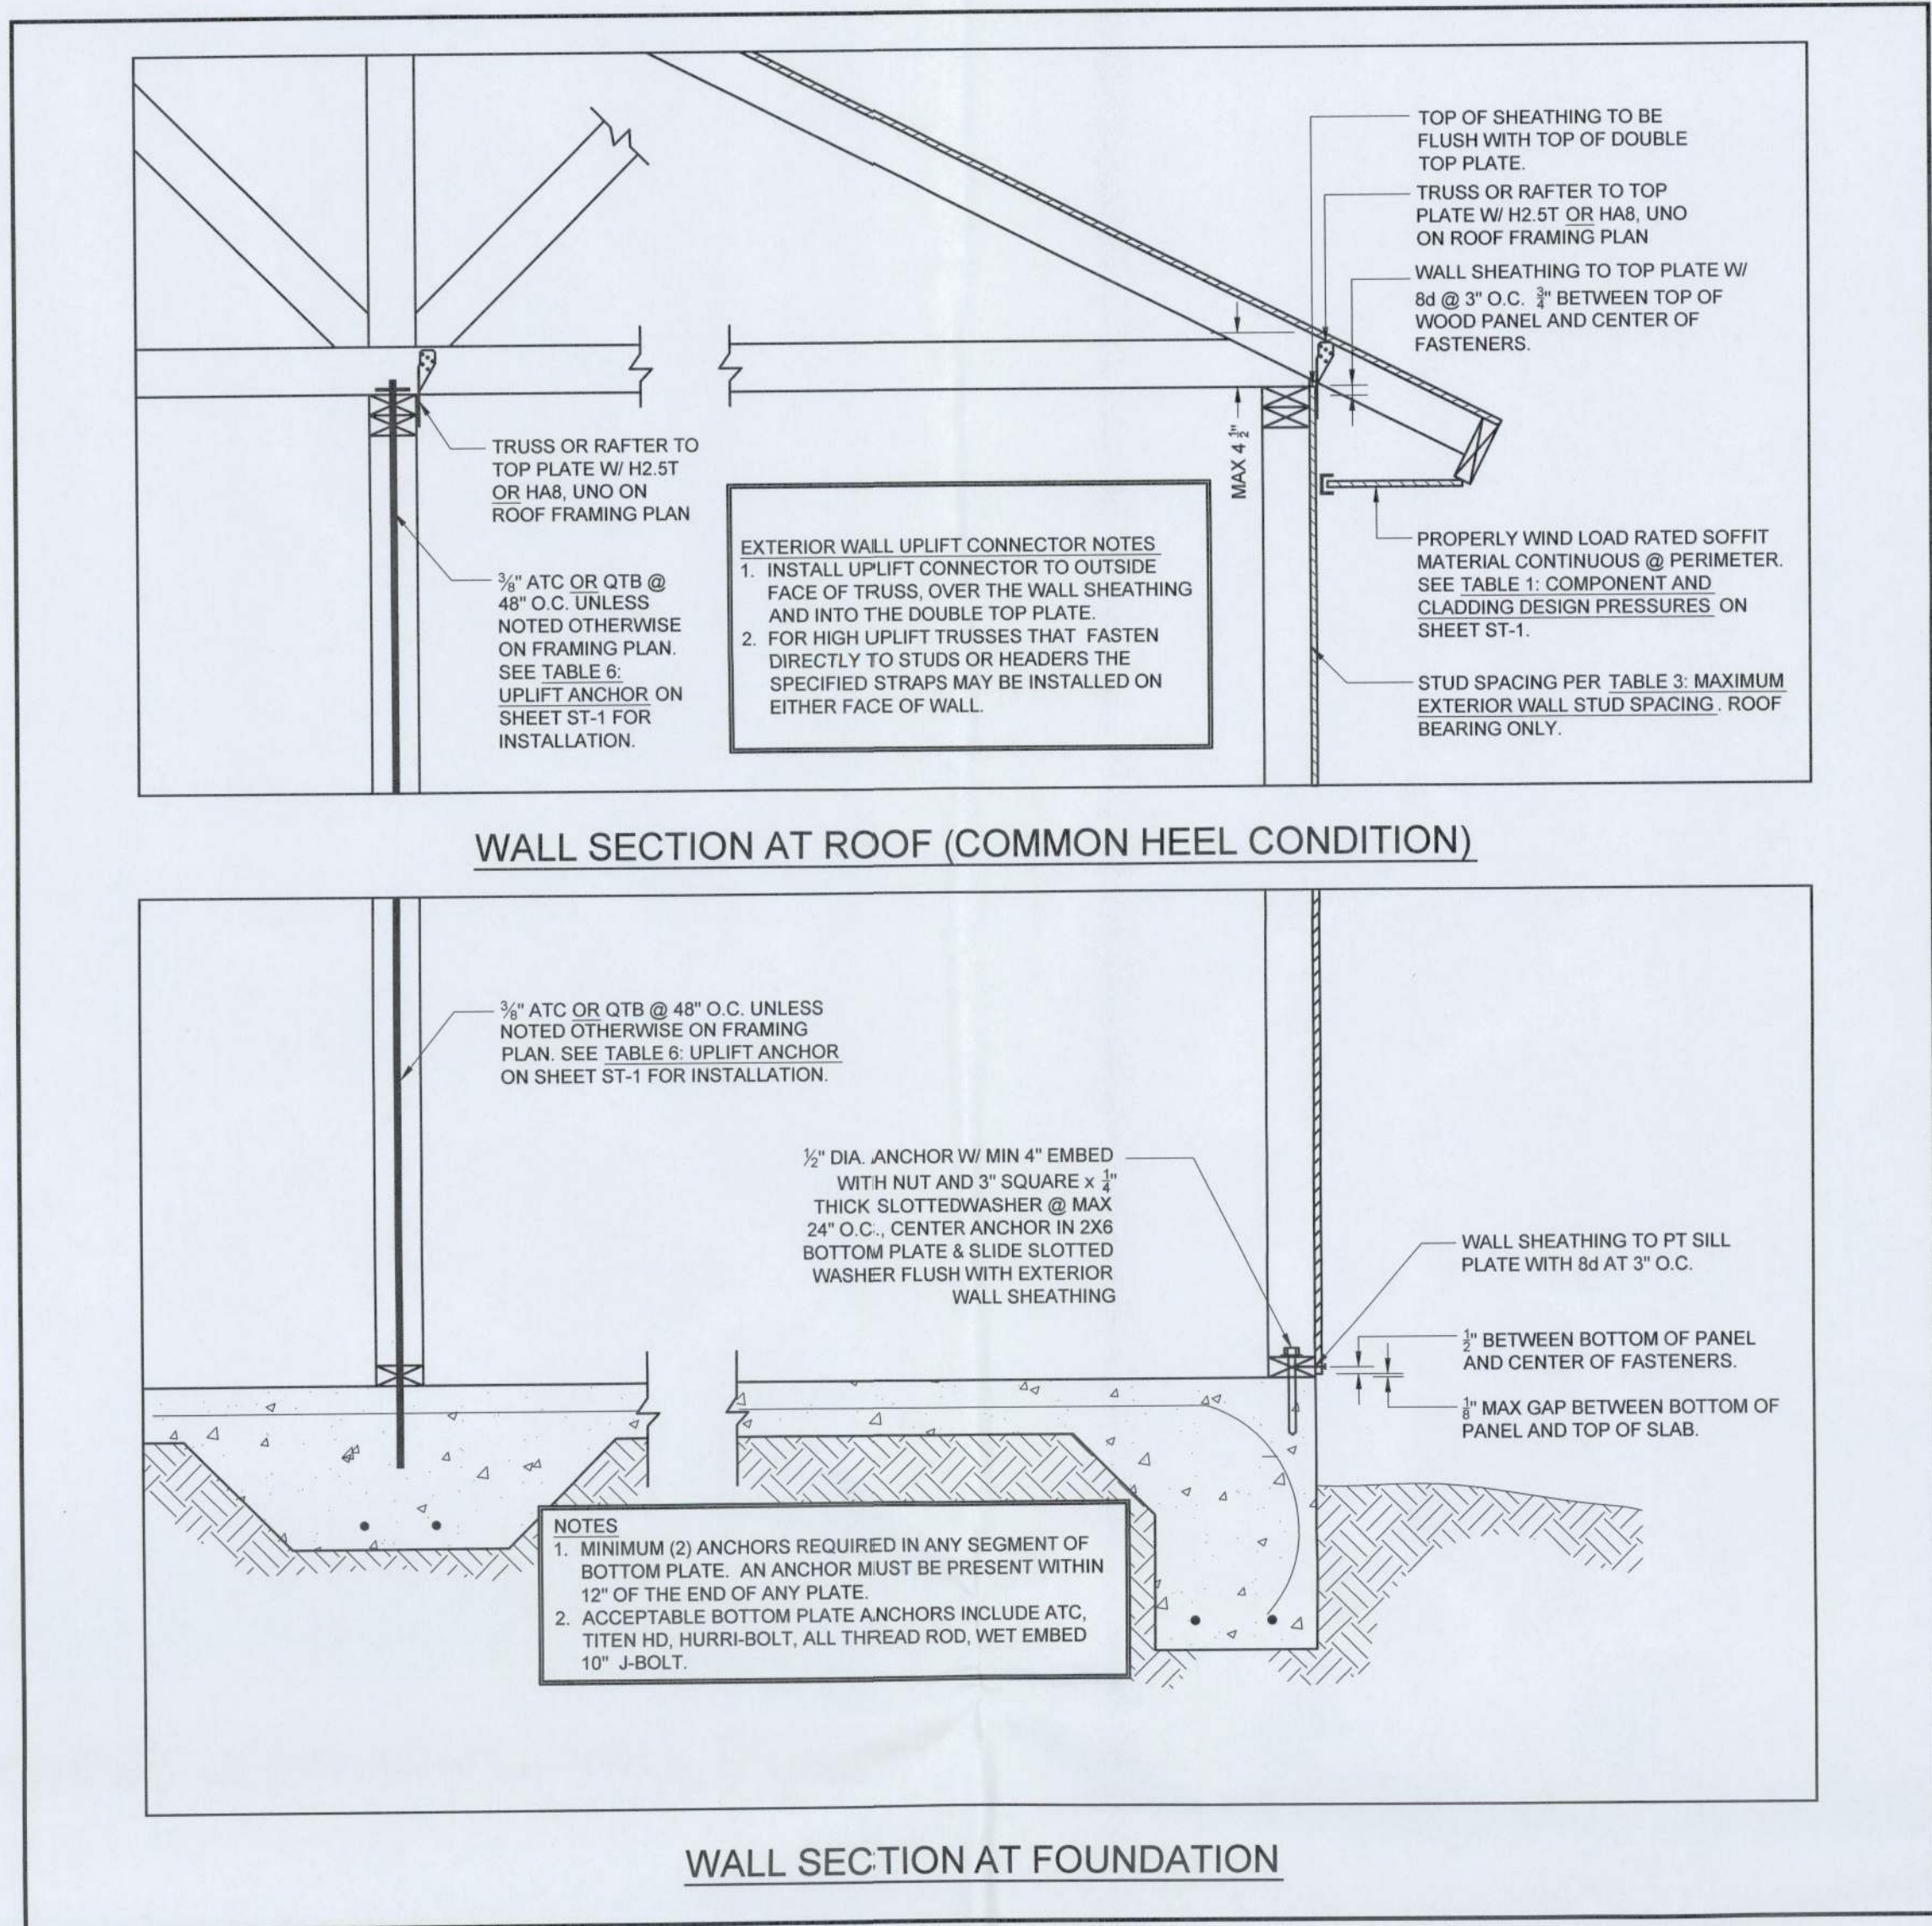 TOP OF SHEATHING TO BE
FLUSH WITH TOP OF DOUBLE
TOP PLATE.
TRUSS OR RAFTER TO TOP
PLATE W/ H2.5T OR HA8, UNO
ON ROOF FRAMING PLAN
WALL SHEATHING TO TOP PLATE W/
8d @ 3" O.C. 3/4" BETWEEN TOP OF
WOOD PANEL AND CENTER OF
FASTENERS.
MAX 4 1/2"
TRUSS OR RAFTER TO
TOP PLATE W/ H2.5T
OR HA8, UNO ON
ROOF FRAMING PLAN
3/8" ATC OR QTB @
48" O.C. UNLESS
NOTED OTHERWISE
ON FRAMING PLAN.
SEE TABLE 6:
UPLIFT ANCHOR ON
SHEET ST-1 FOR
INSTALLATION.
EXTERIOR WALL UPLIFT CONNECTOR NOTES
1. INSTALL UPLIFT CONNECTOR TO OUTSIDE
FACE OF TRUSS, OVER THE WALL SHEATHING
AND INTO THE DOUBLE TOP PLATE.
2. FOR HIGH UPLIFT TRUSSES THAT FASTEN
DIRECTLY TO STUDS OR HEADERS THE
SPECIFIED STRAPS MAY BE INSTALLED ON
EITHER FACE OF WALL.
PROPERLY WIND LOAD RATED SOFFIT
MATERIAL CONTINUOUS @ PERIMETER.
SEE TABLE 1: COMPONENT AND
CLADDING DESIGN PRESSURES ON
SHEET ST-1.
STUD SPACING PER TABLE 3: MAXIMUM
EXTERIOR WALL STUD SPACING. ROOF
BEARING ONLY.
WALL SECTION AT ROOF (COMMON HEEL CONDITION)
3/8" ATC OR QTB @ 48" O.C. UNLESS
NOTED OTHERWISE ON FRAMING
PLAN. SEE TABLE 6: UPLIFT ANCHOR
ON SHEET ST-1 FOR INSTALLATION.
1/2" DIA. ANCHOR W/ MIN 4" EMBED
WITH NUT AND 3" SQUARE x 1/4"
THICK SLOTTEDWASHER @ MAX
24" O.C., CENTER ANCHOR IN 2X6
BOTTOM PLATE & SLIDE SLOTTED
WASHER FLUSH WITH EXTERIOR
WALL SHEATHING
WALL SHEATHING TO PT SILL
PLATE WITH 8d AT 3" O.C.
1/2" BETWEEN BOTTOM OF PANEL
AND CENTER OF FASTENERS.
1/8" MAX GAP BETWEEN BOTTOM OF
PANEL AND TOP OF SLAB.
NOTES
1. MINIMUM (2) ANCHORS REQUIRED IN ANY SEGMENT OF
BOTTOM PLATE. AN ANCHOR MUST BE PRESENT WITHIN
12" OF THE END OF ANY PLATE.
2. ACCEPTABLE BOTTOM PLATE ANCHORS INCLUDE ATC,
TITEN HD, HURRI-BOLT, ALL THREAD ROD, WET EMBED
10" J-BOLT.
WALL SECTION AT FOUNDATION